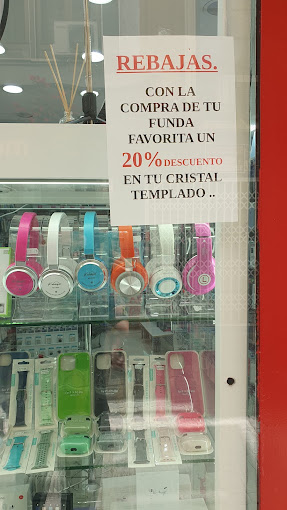 REBAJAS.
CON LA
COMPRA DE TU
FUNDA
FAVORITA UN
20% DESCUENTO
EN TU CRISTAL
TEMPLADO ..